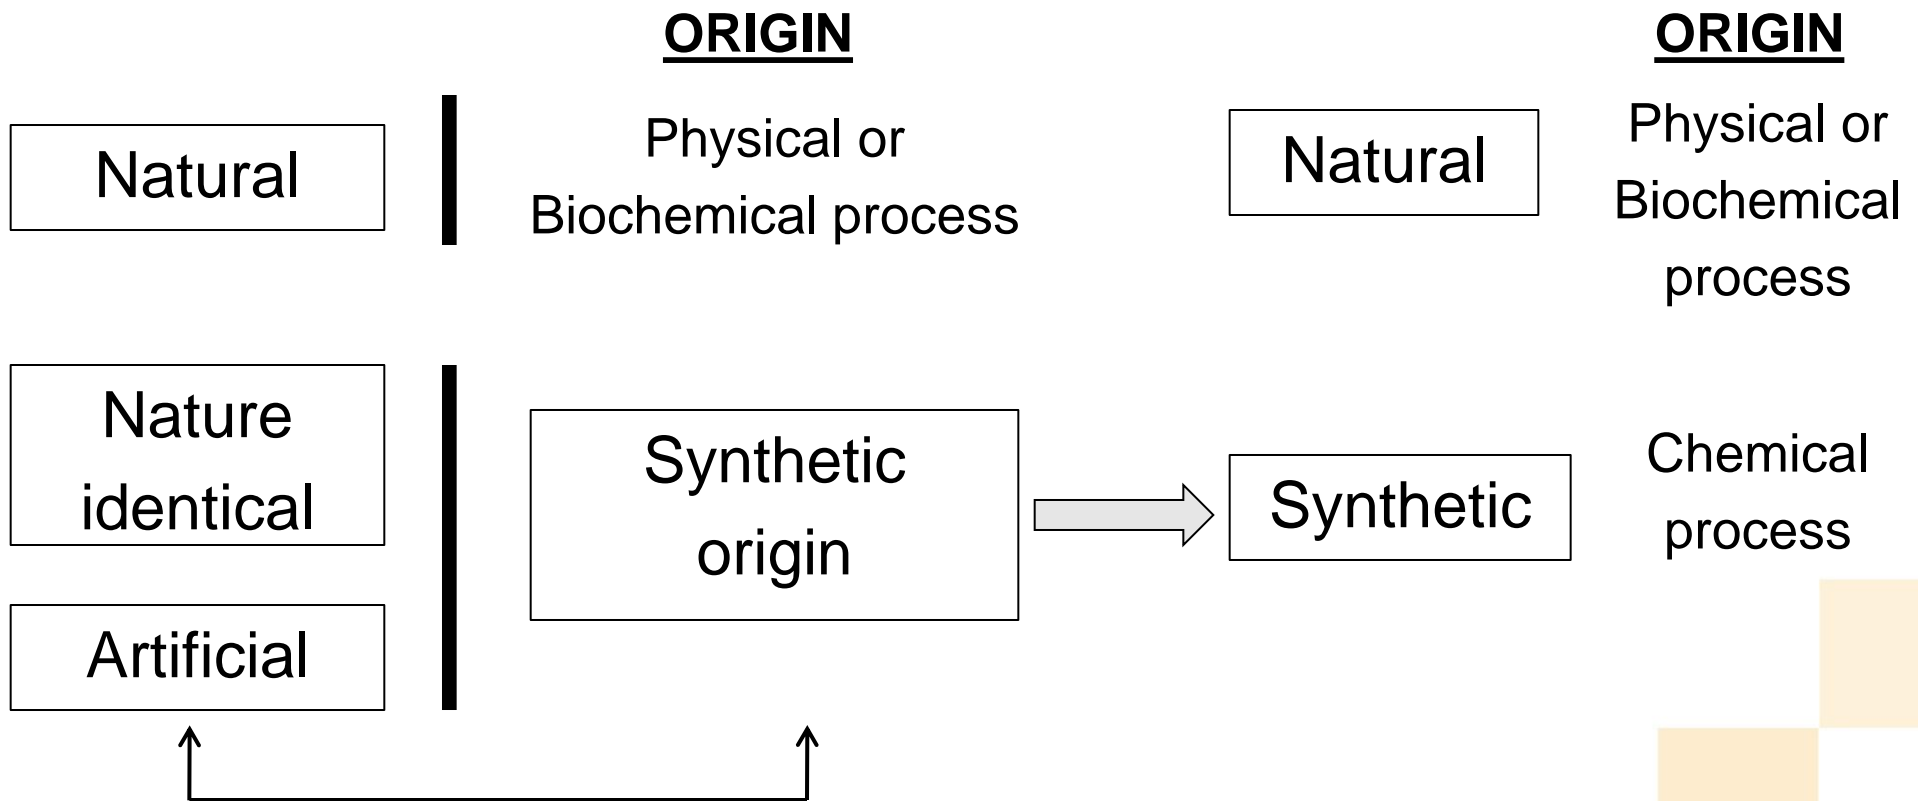 ORIGIN
ORIGIN
Natural
Physical or
Biochemical process
Natural
Physical or
Biochemical
process
Nature
identical
Artificial
Synthetic
origin
Synthetic
Chemical
process